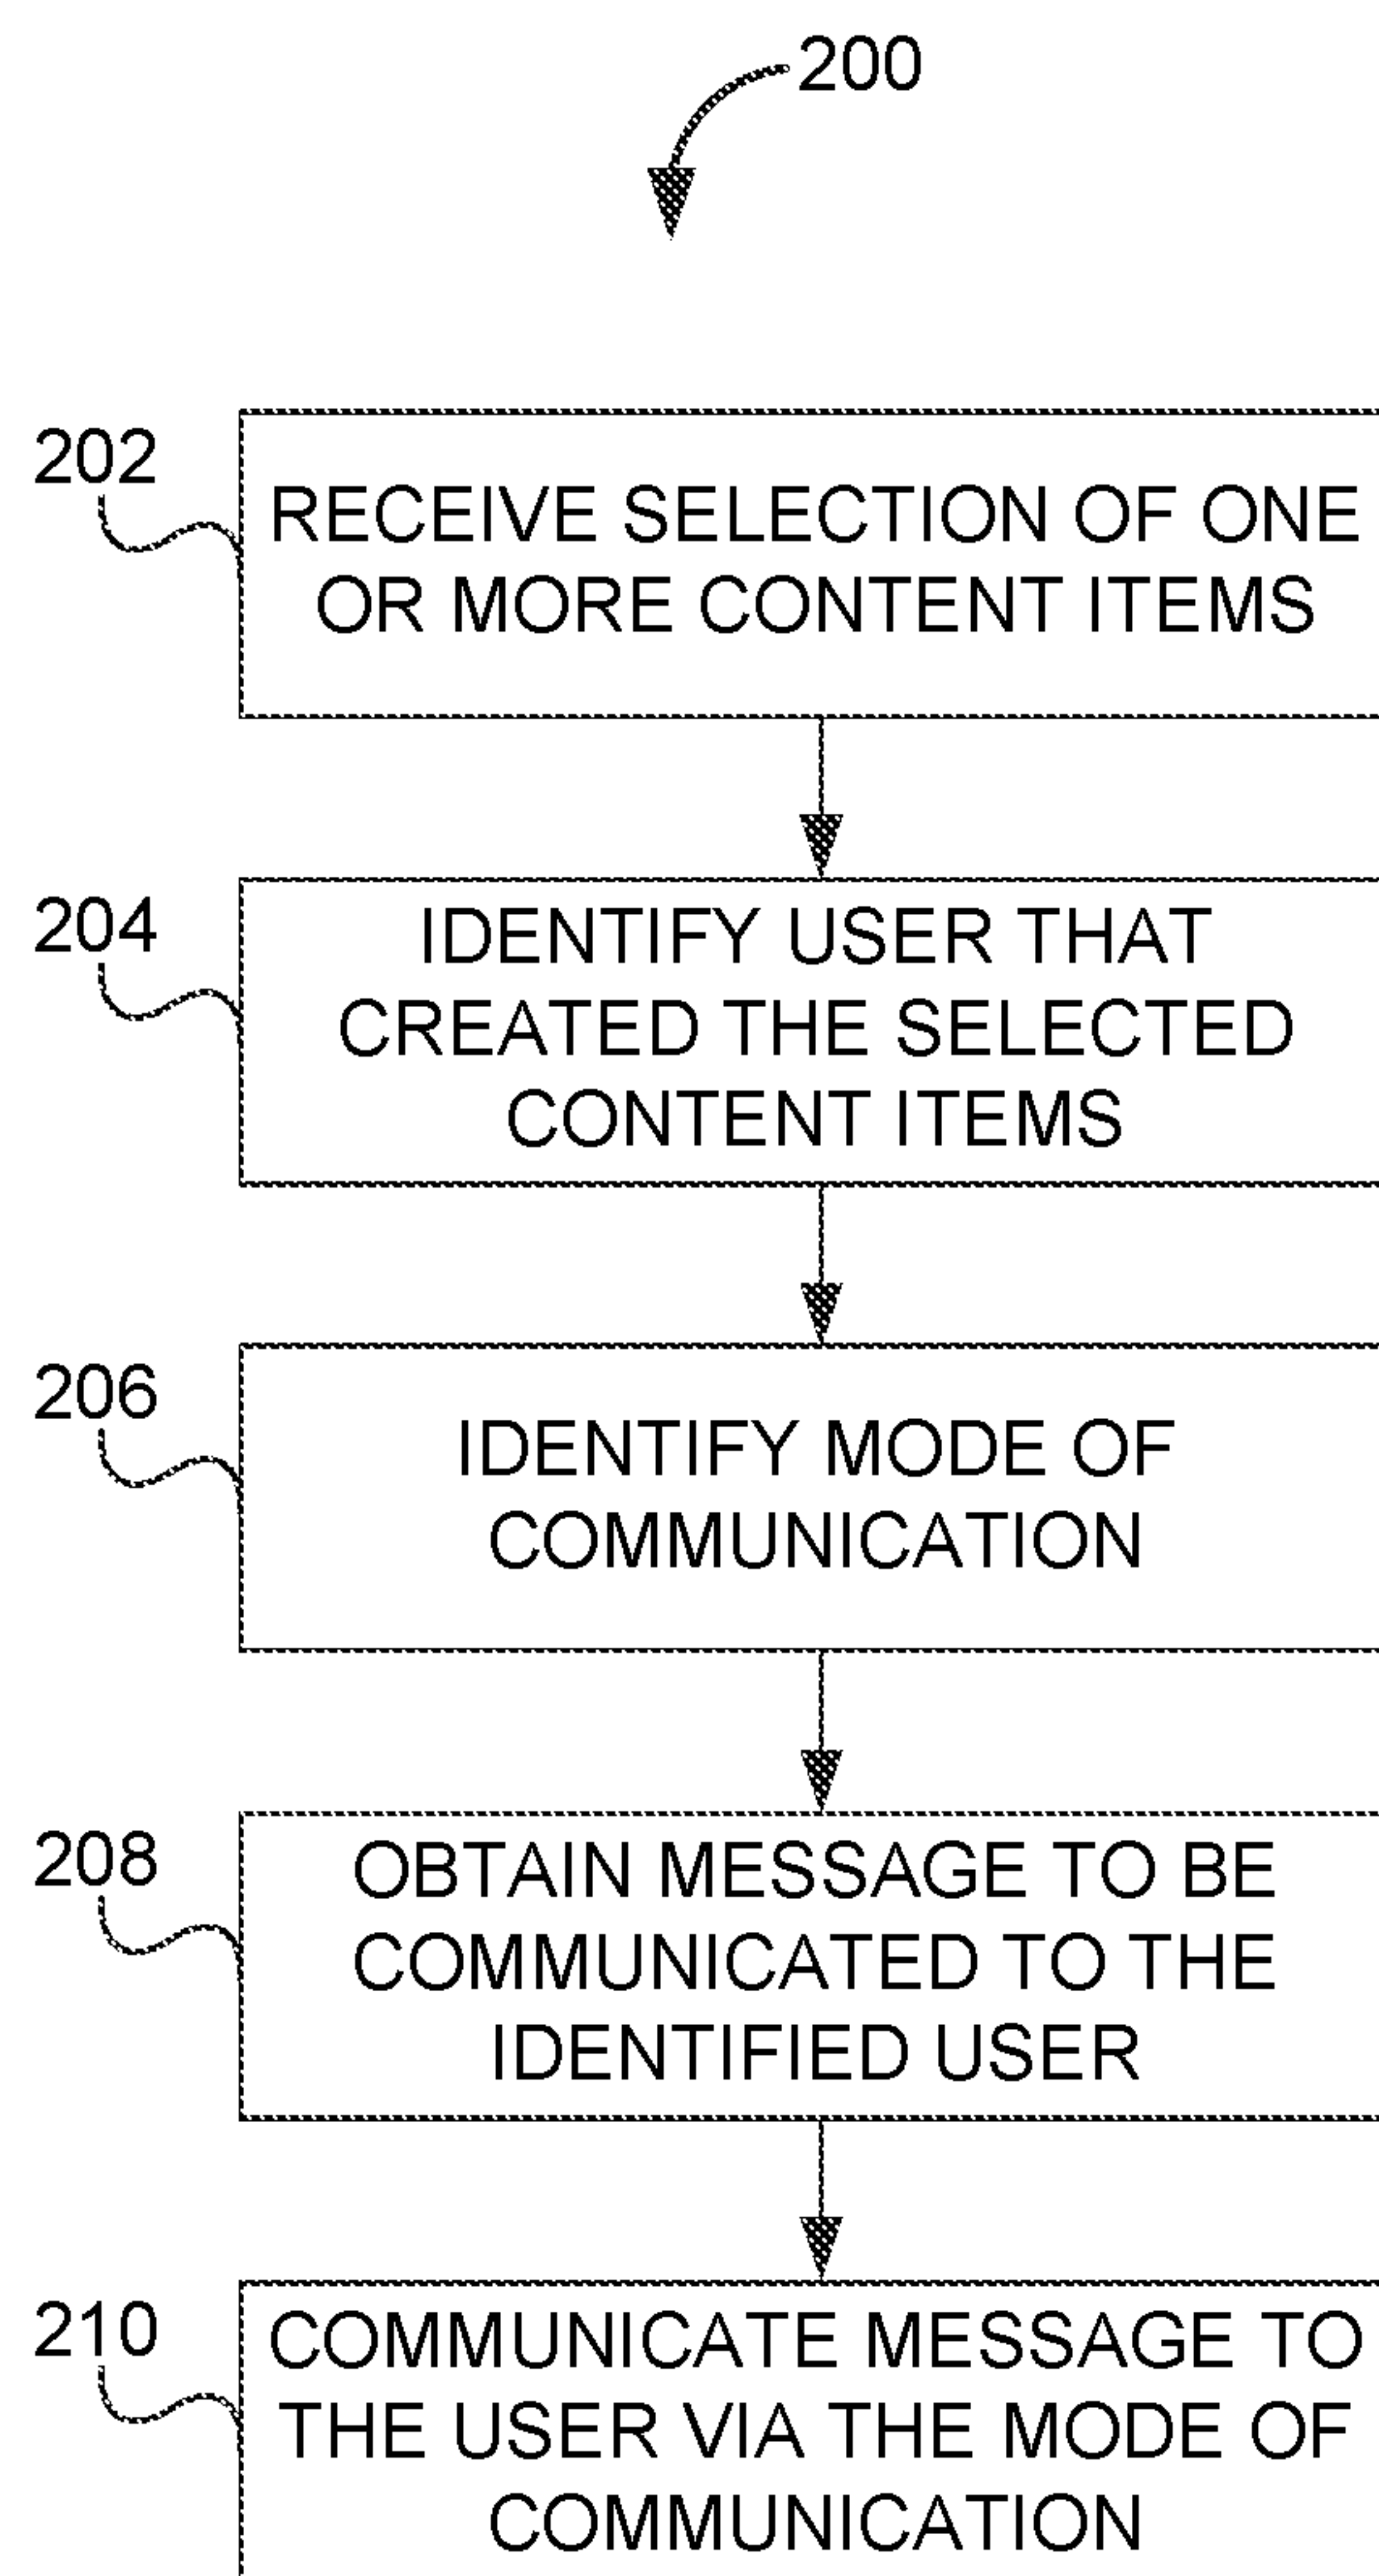 200
202
RECEIVE SELECTION OF ONE
OR MORE CONTENT ITEMS
204
IDENTIFY USER THAT
CREATED THE SELECTED
CONTENT ITEMS
206
IDENTIFY MODE OF
COMMUNICATION
208
OBTAIN MESSAGE TO BE
COMMUNICATED TO THE
IDENTIFIED USER
210
COMMUNICATE MESSAGE TO
THE USER VIA THE MODE OF
COMMUNICATION